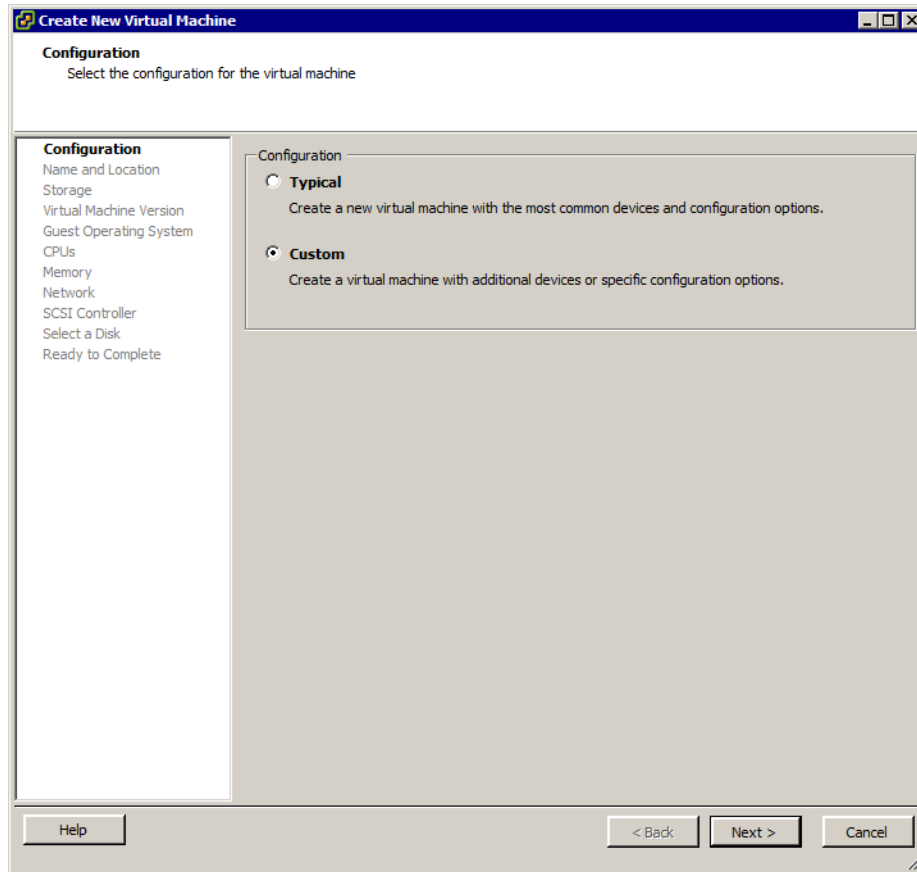 Create New Virtual Machine
Configuration
Select the configuration for the virtual machine
Configuration
Name and Location
Storage
Virtual Machine Version
Guest Operating System
CPUs
Memory
Network
SCSI Controller
Select a Disk
Ready to Complete
Configuration
Typical
Create a new virtual machine with the most common devices and configuration options.
Custom
Create a virtual machine with additional devices or specific configuration options.
Help
< Back
Next >
Cancel